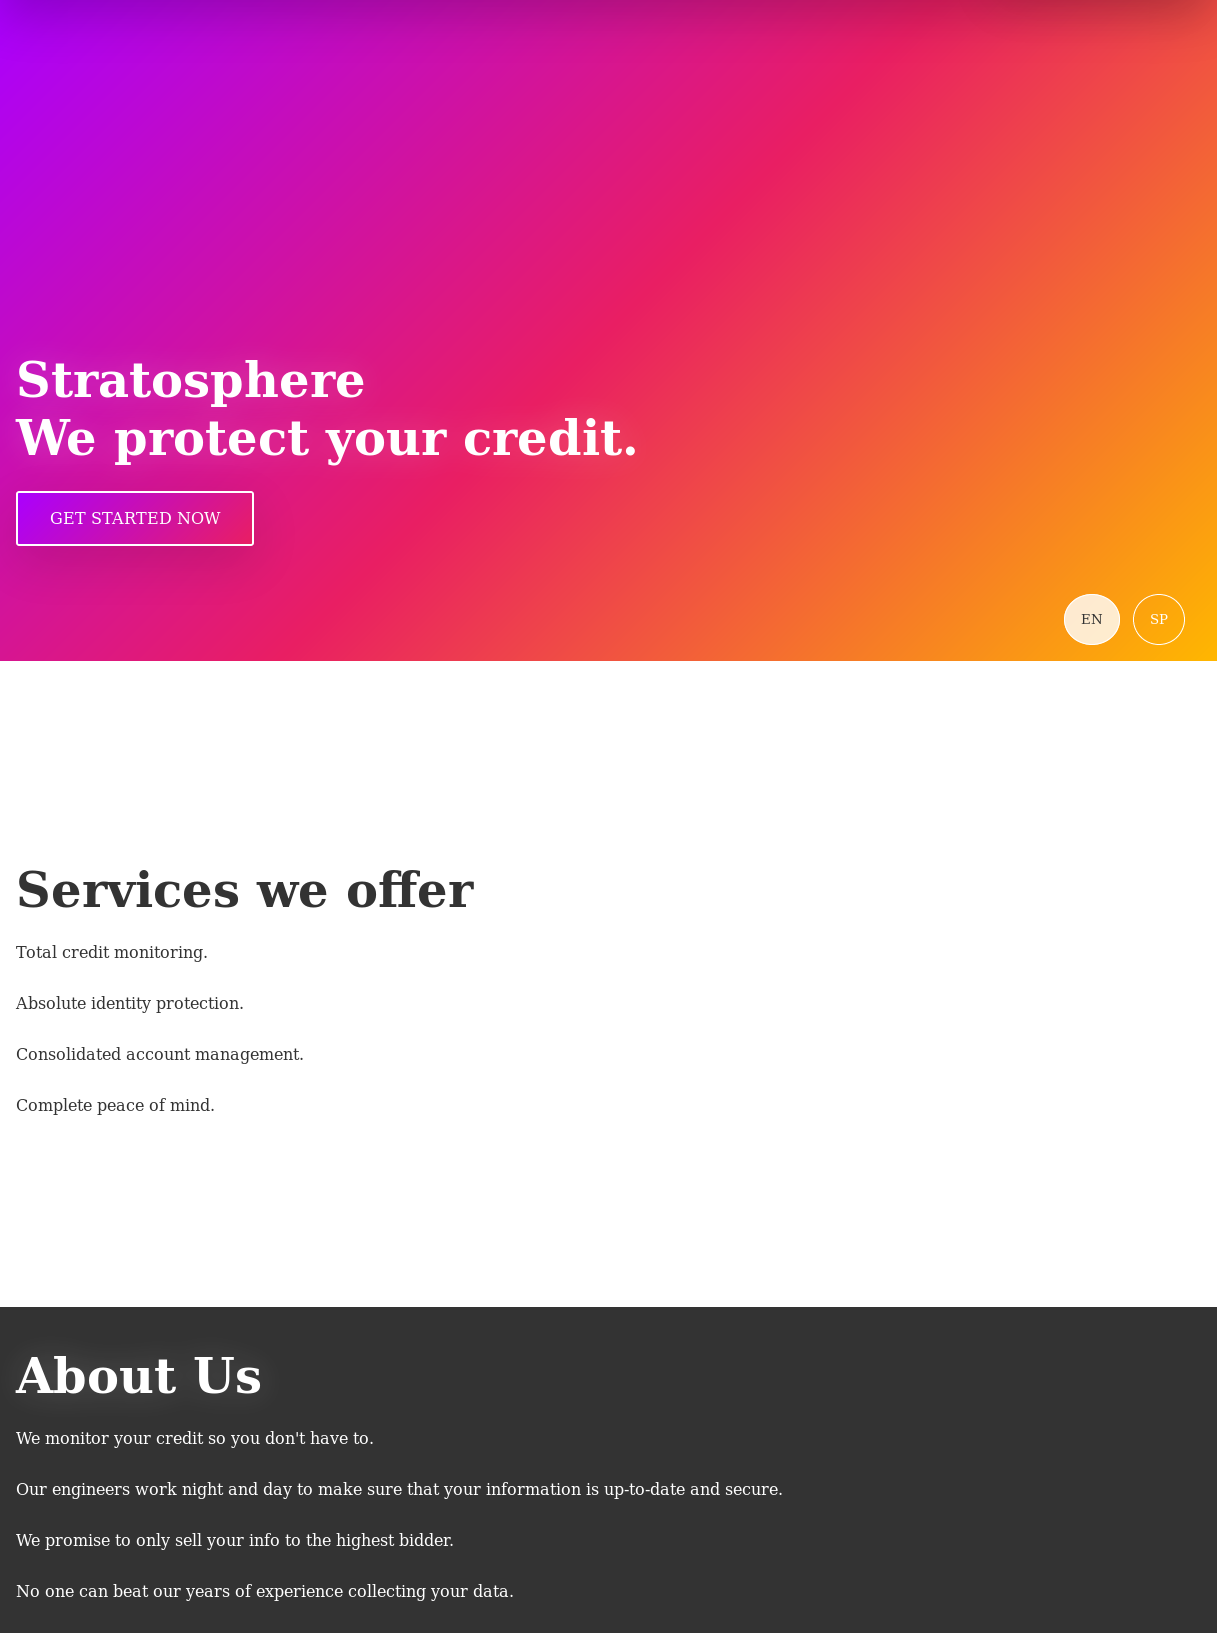 Stratosphere
We protect your credit.
GET STARTED NOW
EN
SP
Services we offer
Total credit monitoring.
Absolute identity protection.
Consolidated account management.
Complete peace of mind.
About Us
We monitor your credit so you don't have to.
Our engineers work night and day to make sure that your information is up-to-date and secure.
We promise to only sell your info to the highest bidder.
No one can beat our years of experience collecting your data.